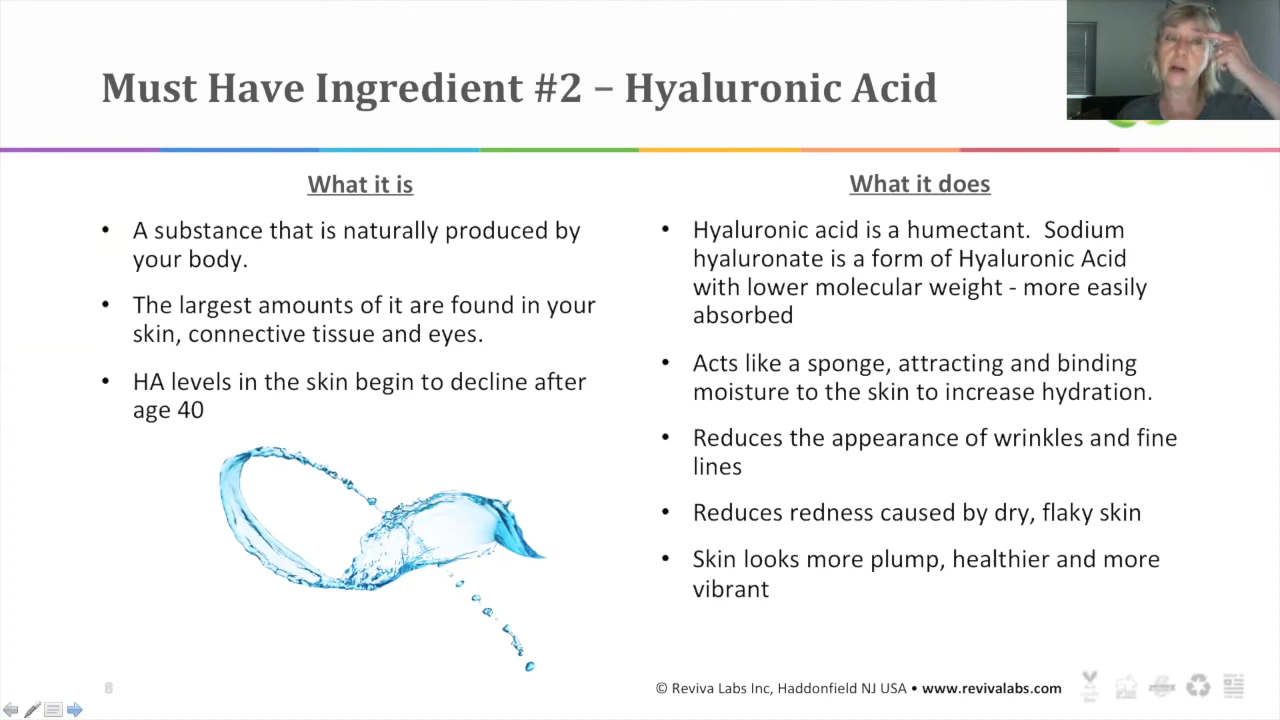 Must Have Ingredient #2 – Hyaluronic Acid
What it is
• A substance that is naturally produced by
your body.
• The largest amounts of it are found in your
skin, connective tissue and eyes.
• HA levels in the skin begin to decline after
age 40
What it does
• Hyaluronic acid is a humectant.  Sodium
hyaluronate is a form of Hyaluronic Acid
with lower molecular weight - more easily
absorbed
• Acts like a sponge, attracting and binding
moisture to the skin to increase hydration.
• Reduces the appearance of wrinkles and fine
lines
• Reduces redness caused by dry, flaky skin
• Skin looks more plump, healthier and more
vibrant
8
© Reviva Labs Inc, Haddonfield NJ USA • www.revivalabs.com